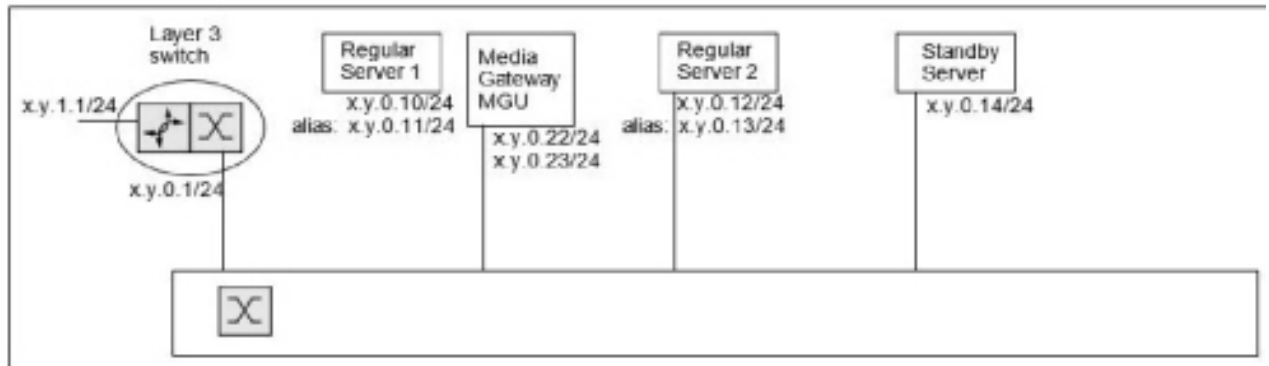 Layer 3
switch
x.y.1.1/24
x.y.0.1/24
Regular
Server 1
x.y.0.10/24
alias: x.y.0.11/24
Media
Gateway
MGU
x.y.0.22/24
x.y.0.23/24
Regular
Server 2
x.y.0.12/24
alias: x.y.0.13/24
Standby
Server
x.y.0.14/24